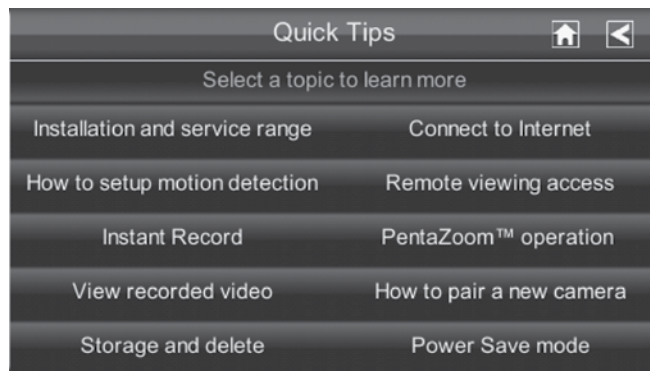 Quick Tips
Select a topic to learn more
Installation and service range
Connect to Internet
How to setup motion detection
Remote viewing access
Instant Record
PentaZoom™ operation
View recorded video
How to pair a new camera
Storage and delete
Power Save mode